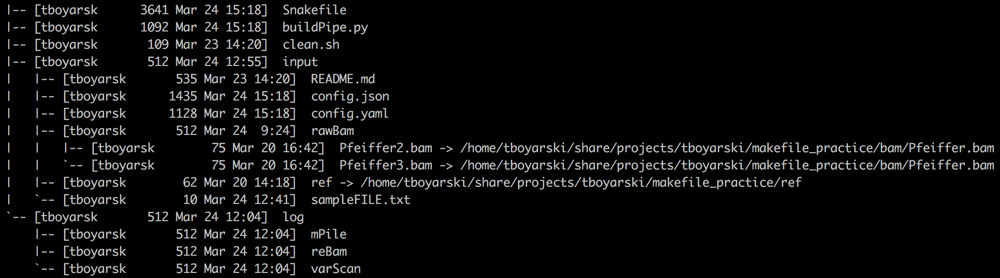 |-- [tboyarsk      3641 Mar 24 15:18]  Snakefile
|-- [tboyarsk      1092 Mar 24 15:18]  buildPipe.py
|-- [tboyarsk       109 Mar 23 14:20]  clean.sh
|-- [tboyarsk       512 Mar 24 12:55]  input
|   |-- [tboyarsk       535 Mar 23 14:20]  README.md
|   |-- [tboyarsk      1435 Mar 24 15:18]  config.json
|   |-- [tboyarsk      1128 Mar 24 15:18]  config.yaml
|   |-- [tboyarsk       512 Mar 24  9:24]  rawBam
|   |   |-- [tboyarsk        75 Mar 20 16:42]  Pfeiffer2.bam -> /home/tboyarski/share/projects/tboyarski/makefile_practice/bam/Pfeiffer.bam
|   |   `-- [tboyarsk        75 Mar 20 16:42]  Pfeiffer3.bam -> /home/tboyarski/share/projects/tboyarski/makefile_practice/bam/Pfeiffer.bam
|   |-- [tboyarsk        62 Mar 20 14:18]  ref -> /home/tboyarski/share/projects/tboyarski/makefile_practice/ref
|   `-- [tboyarsk        10 Mar 24 12:41]  sampleFILE.txt
`-- [tboyarsk       512 Mar 24 12:04]  log
    |-- [tboyarsk       512 Mar 24 12:04]  mPile
    |-- [tboyarsk       512 Mar 24 12:04]  reBam
    `-- [tboyarsk       512 Mar 24 12:04]  varScan